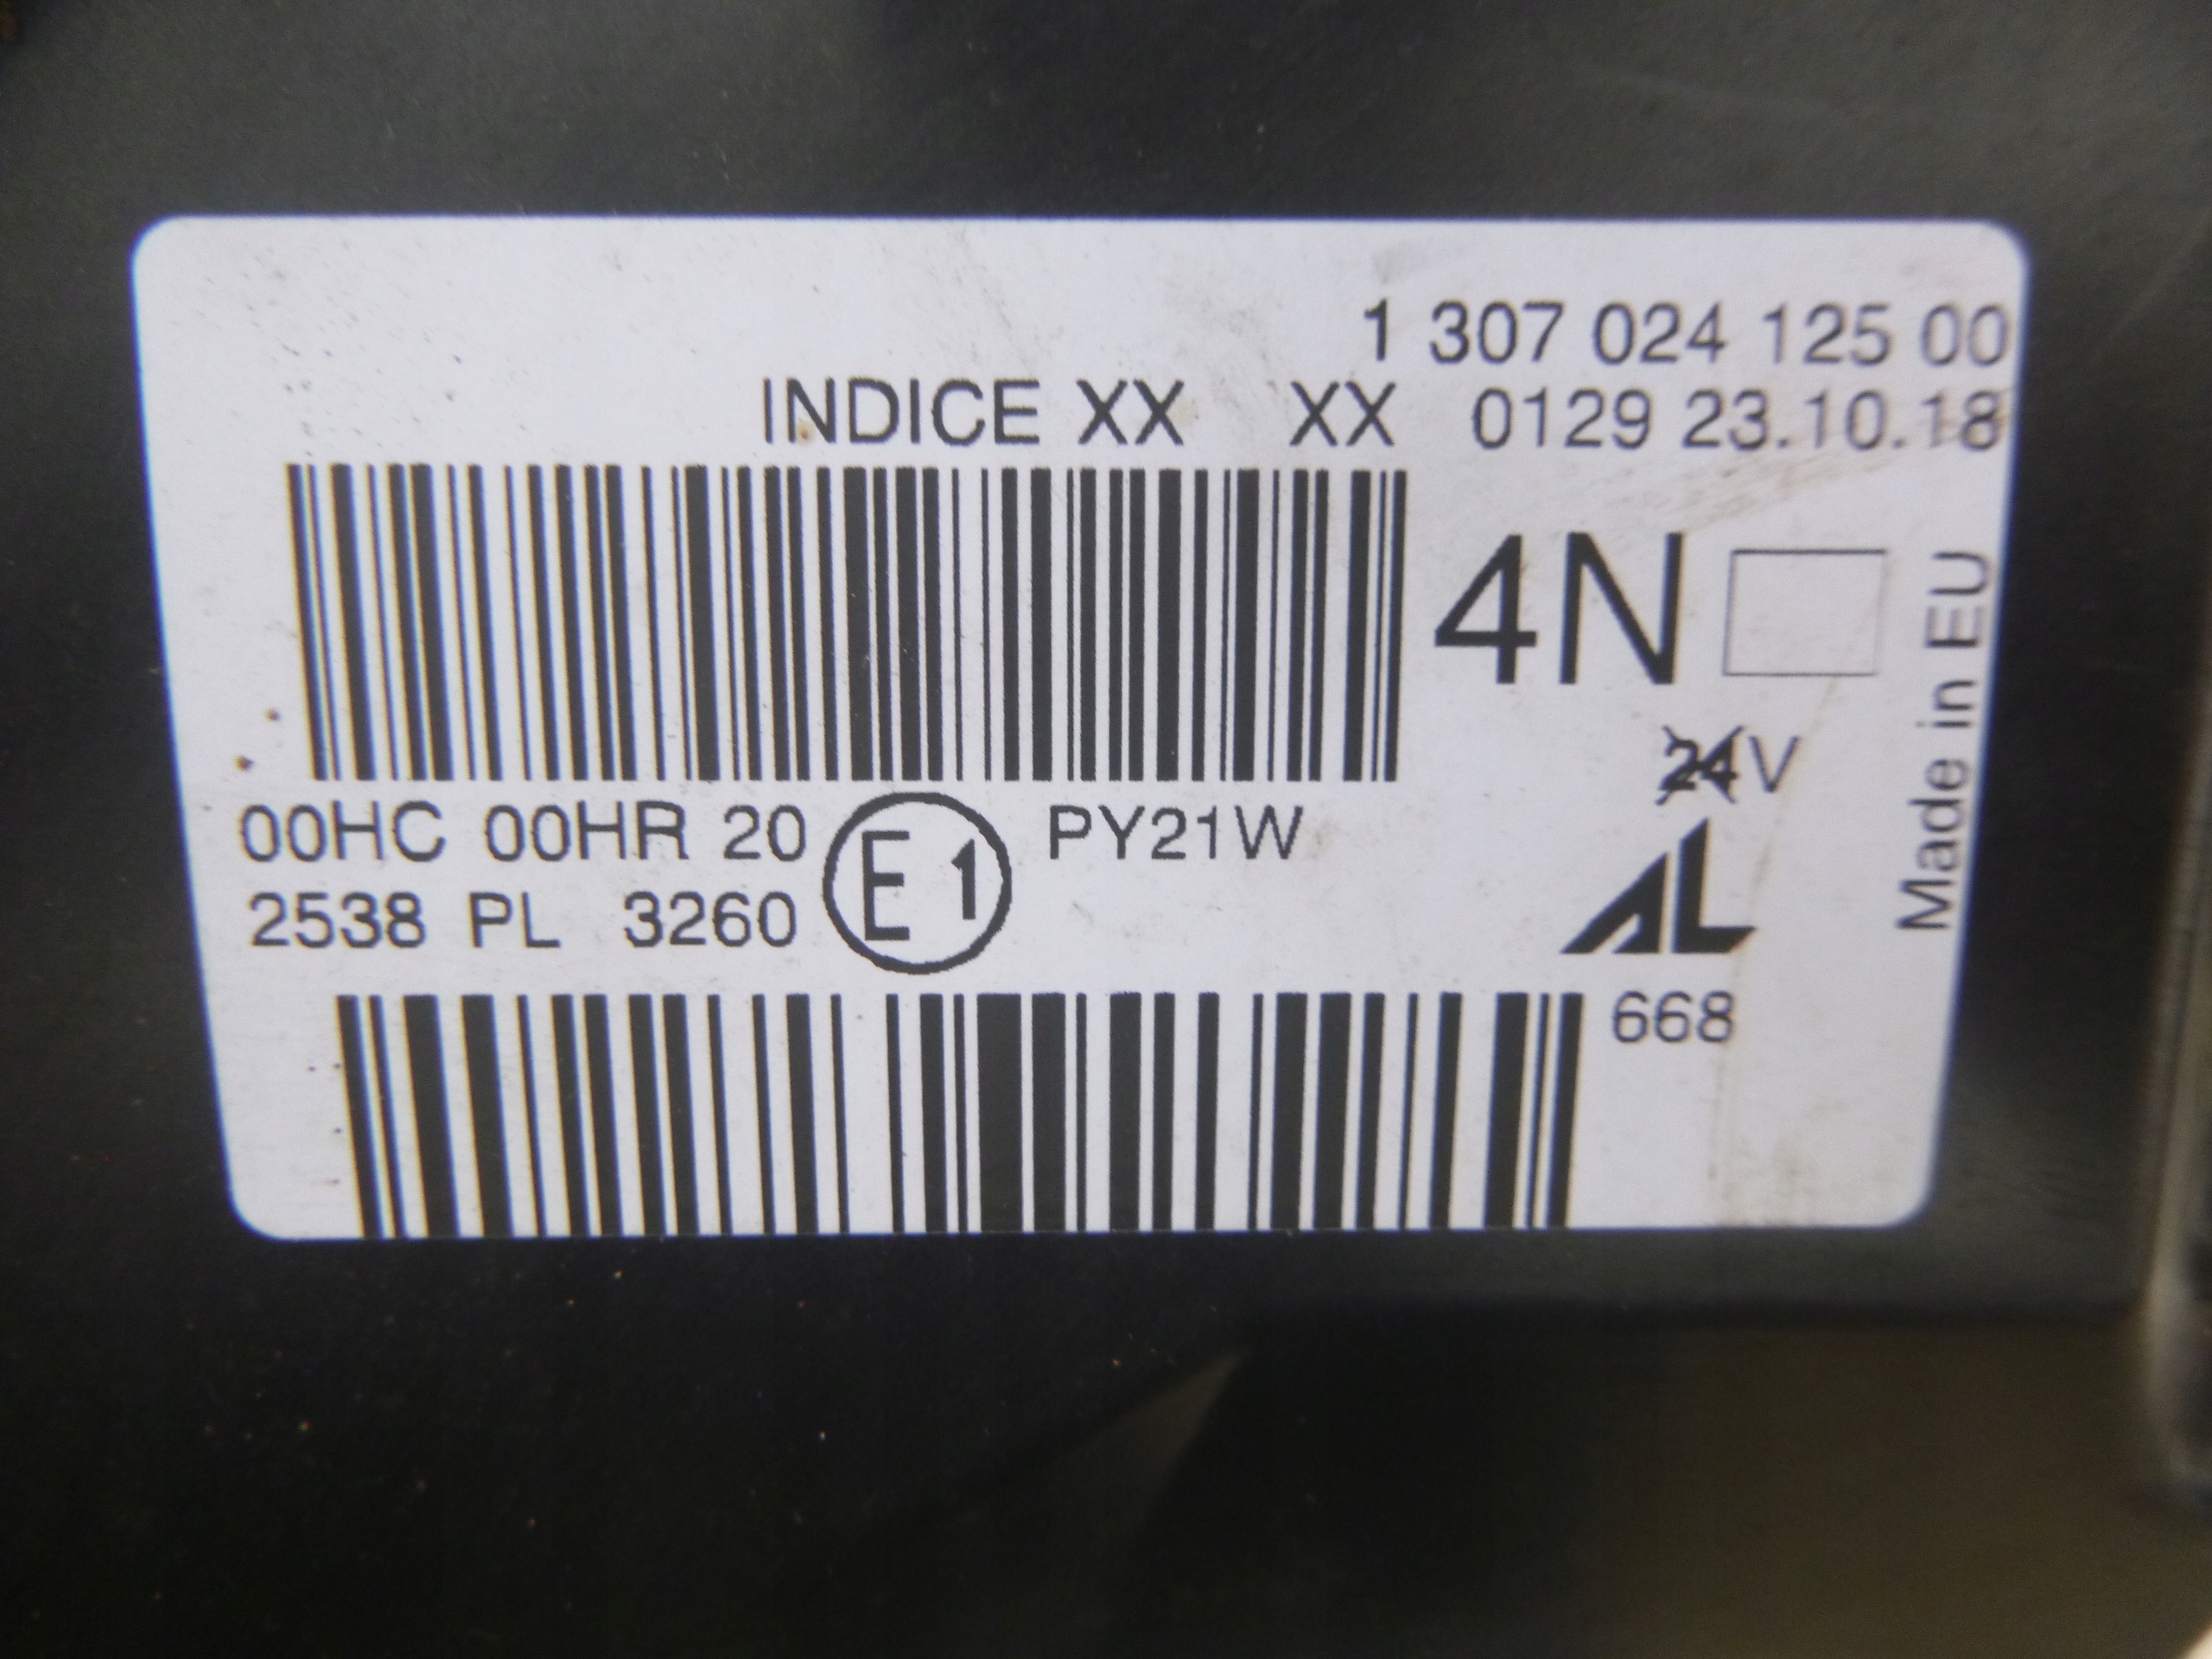 1 307 024 125 00
INDICE XX XX 0129 23.10.18
4N
24 V
Made in EU
00HC 00HR 20 E1 PY21W
2538 PL 3260
AL
668